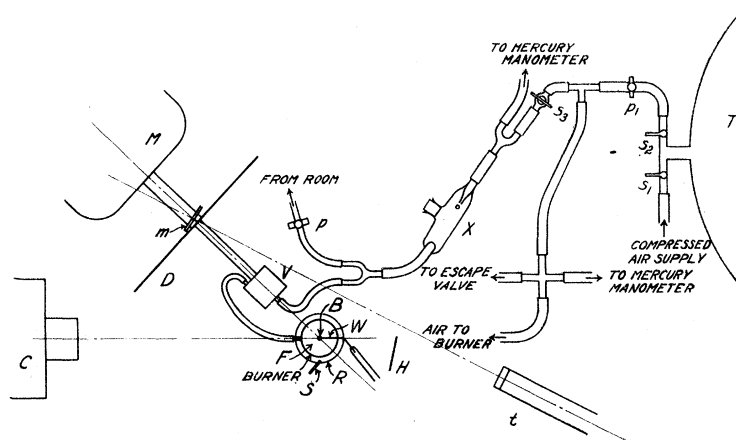 TO MERCURY
MANOMETER
S3
P1
T
S2
S1
M
FROM ROOM
P
X
m
D
V
COMPRESSED
AIR SUPPLY
TO ESCAPE
VALVE
TO MERCURY
MANOMETER
B
W
AIR TO
BURNER
C
F
H
BURNER
S
R
t